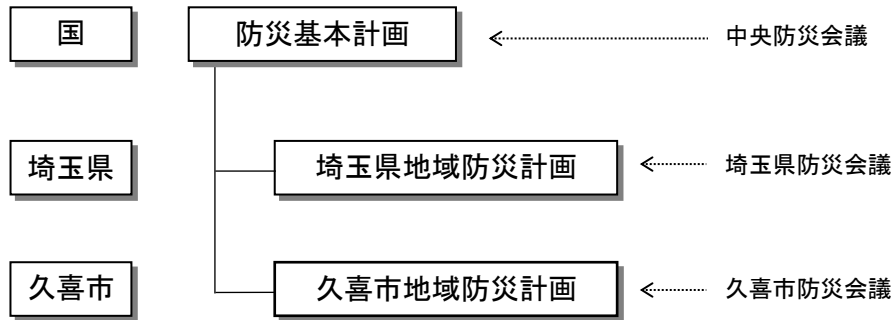 国 防災基本計画 中央防災会議
埼玉県 埼玉県地域防災計画 埼玉県防災会議
久喜市 久喜市地域防災計画 久喜市防災会議